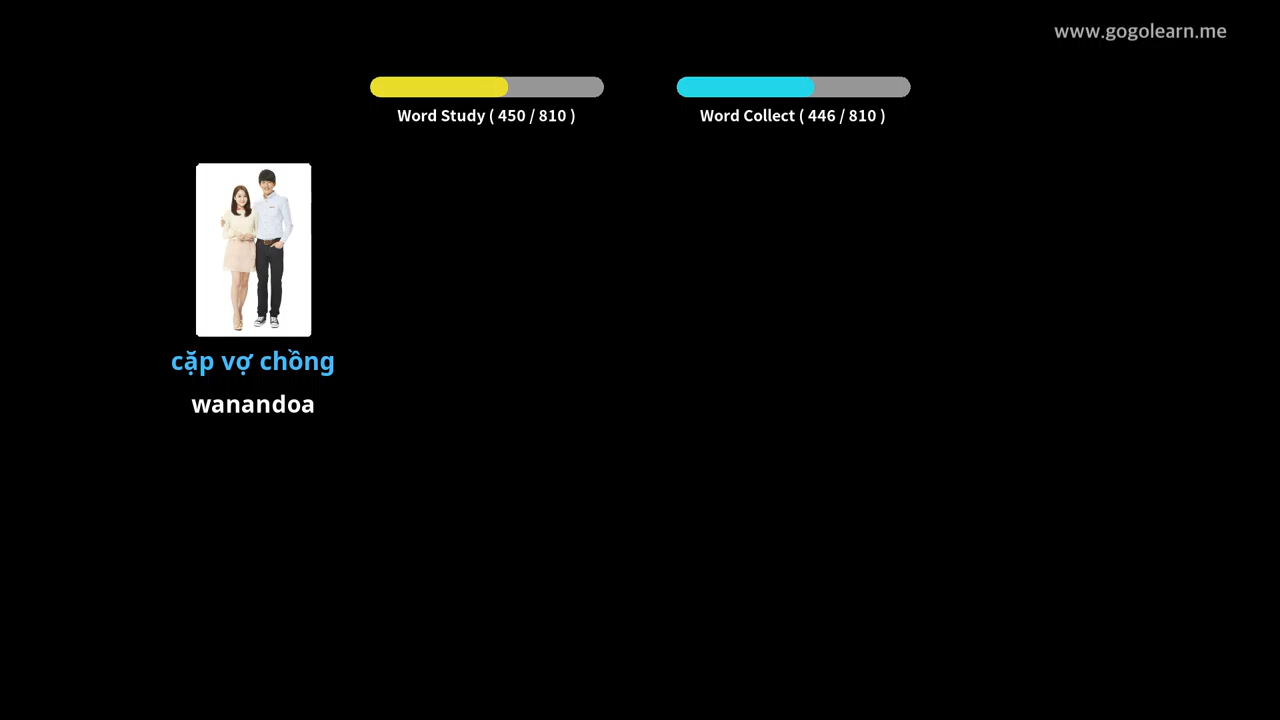 www.gogolearn.me
Word Study ( 450 / 810 )
Word Collect ( 446 / 810 )
cặp vợ chồng
wanandoa